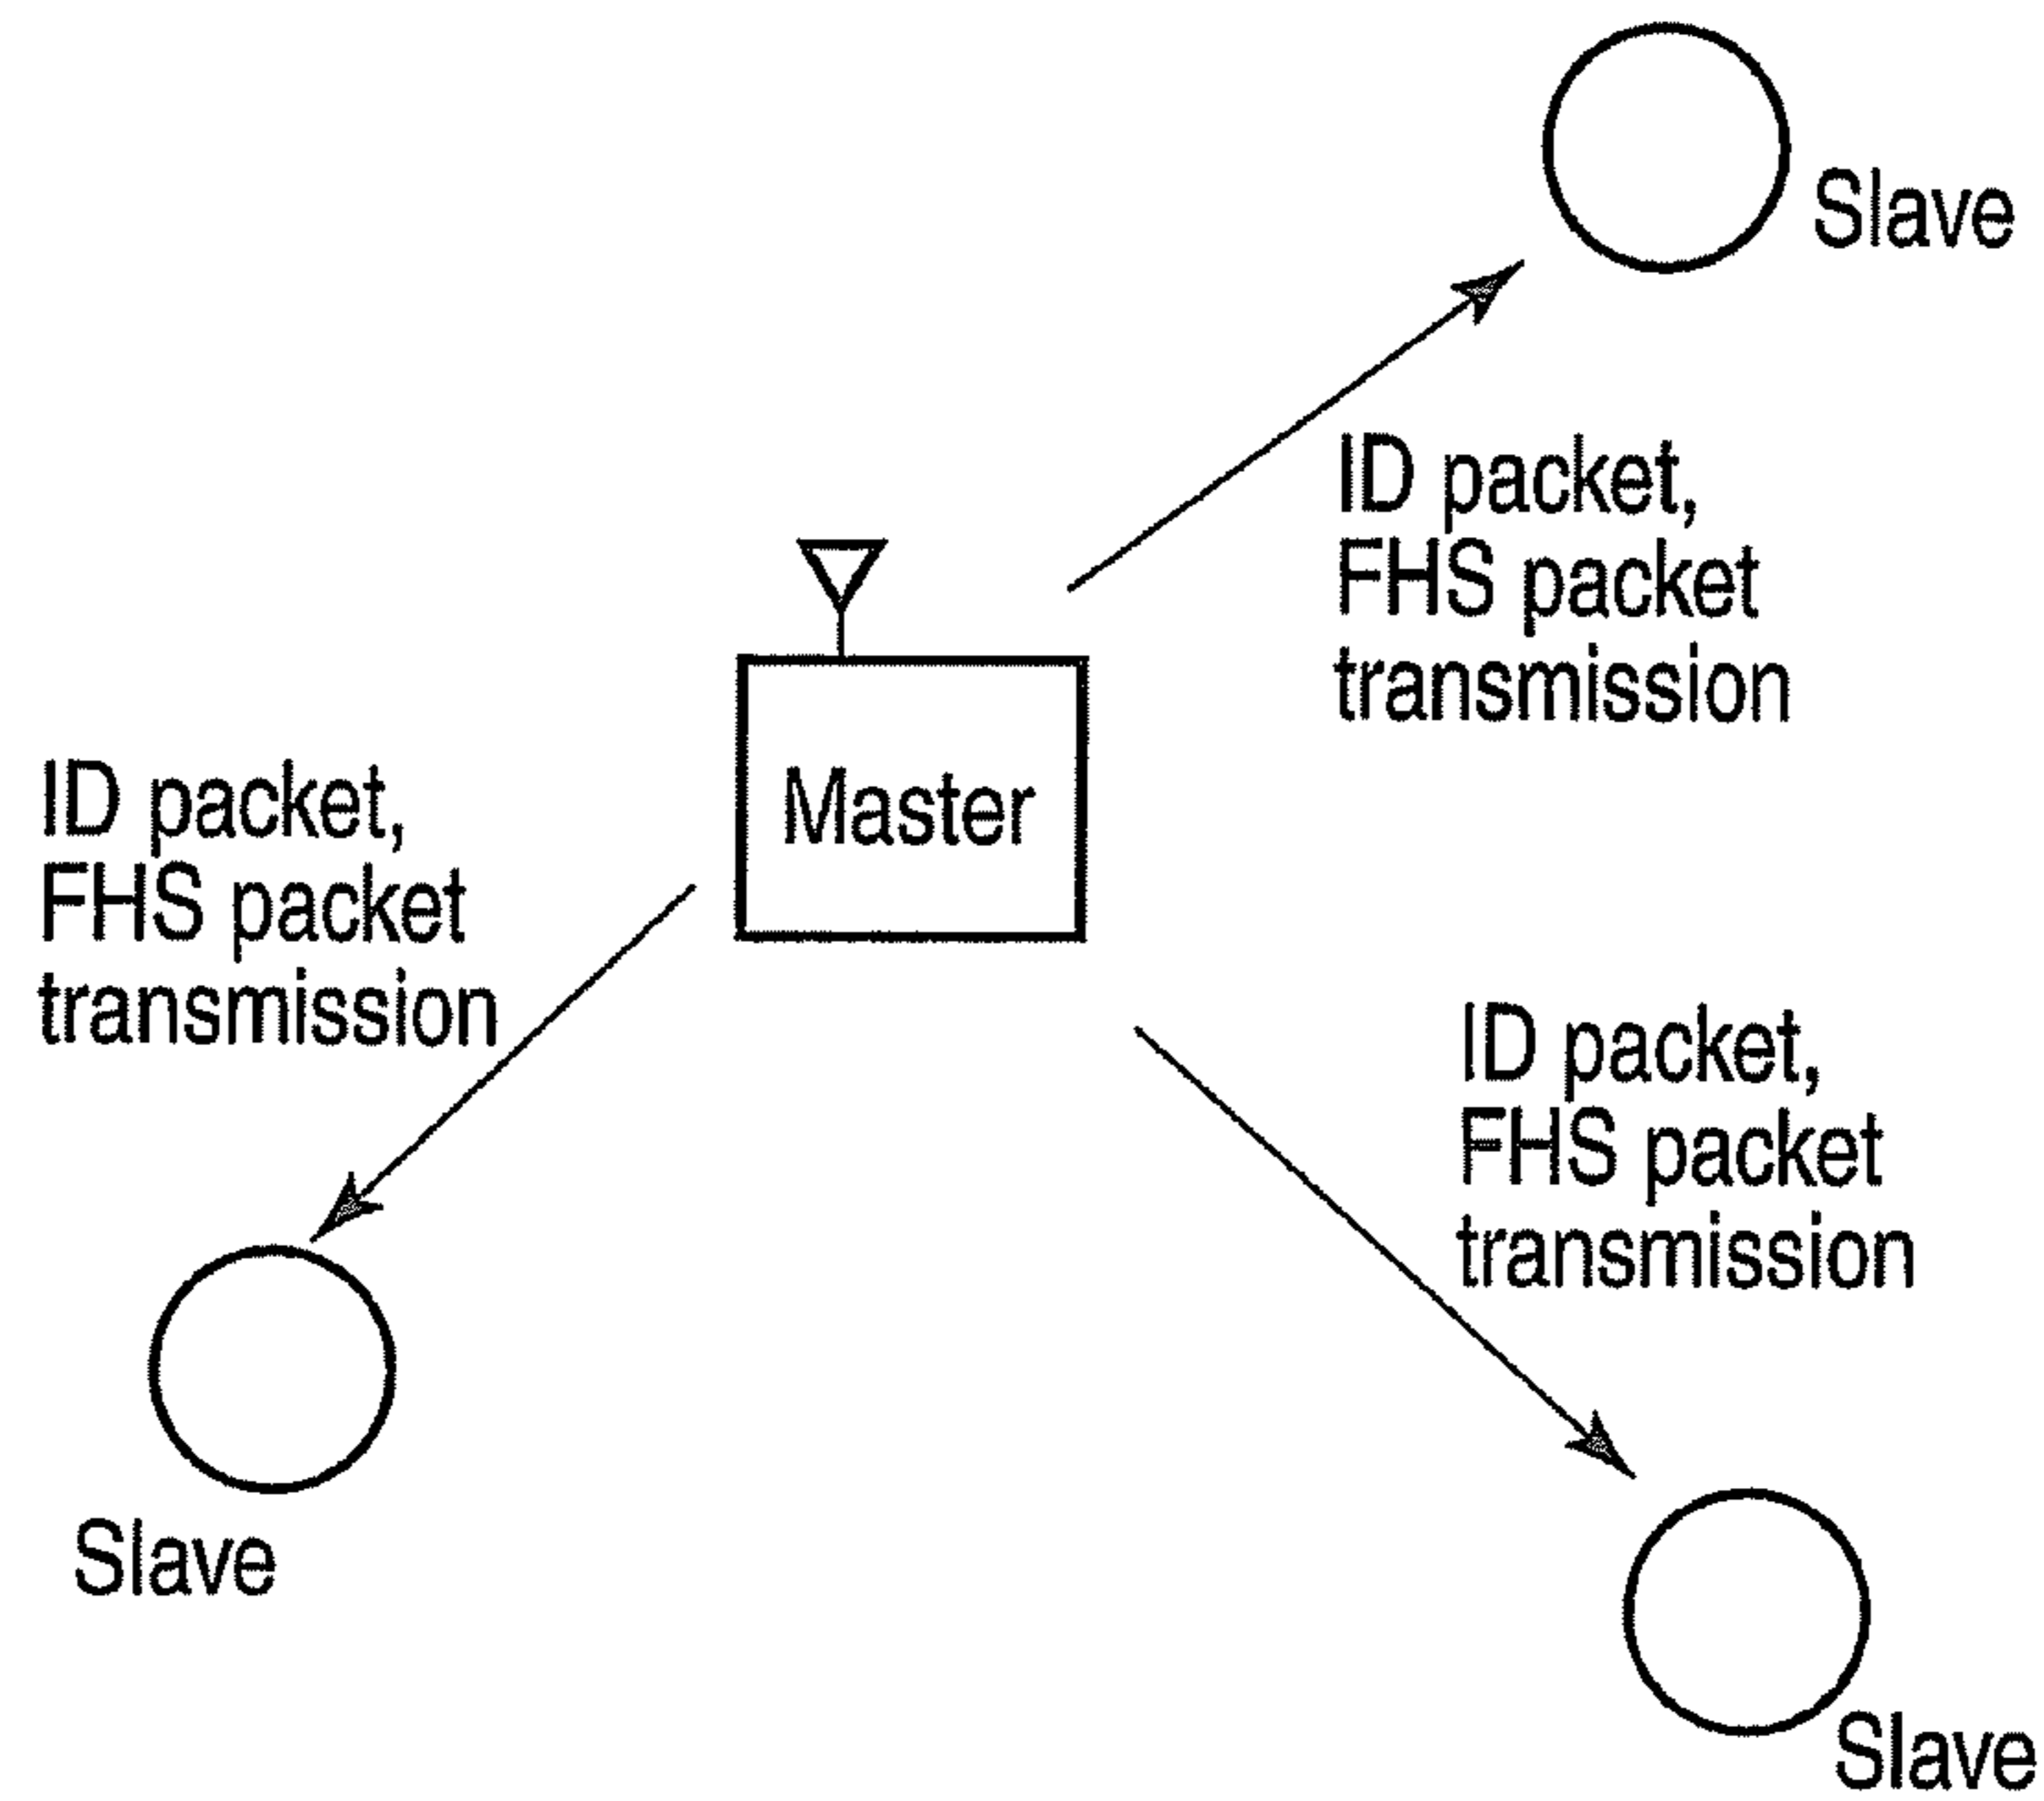 Slave
ID packet,
FHS packet
transmission
Master
ID packet,
FHS packet
transmission
ID packet,
FHS packet
transmission
Slave
Slave